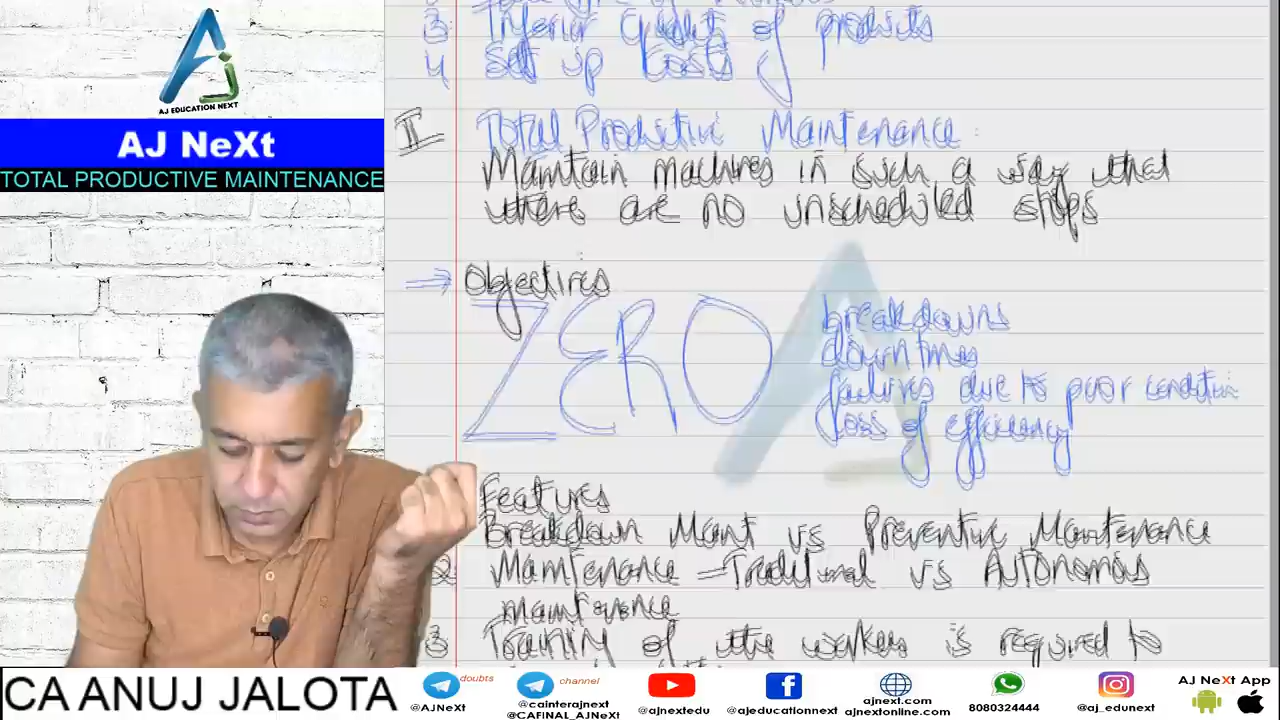 AJ EDUCATION NEXT
AJ NeXt
TOTAL PRODUCTIVE MAINTENANCE
3 Inferior Quality of products
4 Set up Costs
II Total Productive Maintenance
Maintain machines in such a way that
there are no unscheduled stops
Objectives
ZERO
breakdowns
down times
failures due to poor condition
loss of efficiency
Features
Breakdown Maint vs Preventive Maintenance
2 Maintenance - Traditional vs Autonomous
maintenance
3 Training of the workers is required to
CA ANUJ JALOTA
doubts
@AJNeXt
channel
@cainterajnext
@CAFINAL_AJNeXt
@ajnextedu
@ajeducationnext
ajnext.com
ajnextonline.com
8080324444
@aj_edunext
AJ NeXt App